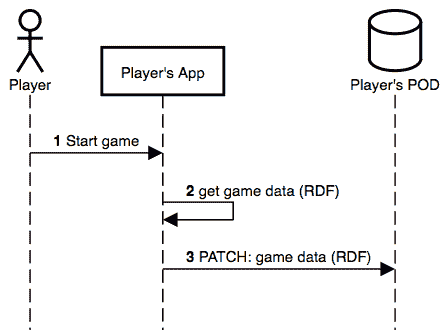 Player
Player's App
Player's POD
1 Start game
2 get game data (RDF)
3 PATCH: game data (RDF)